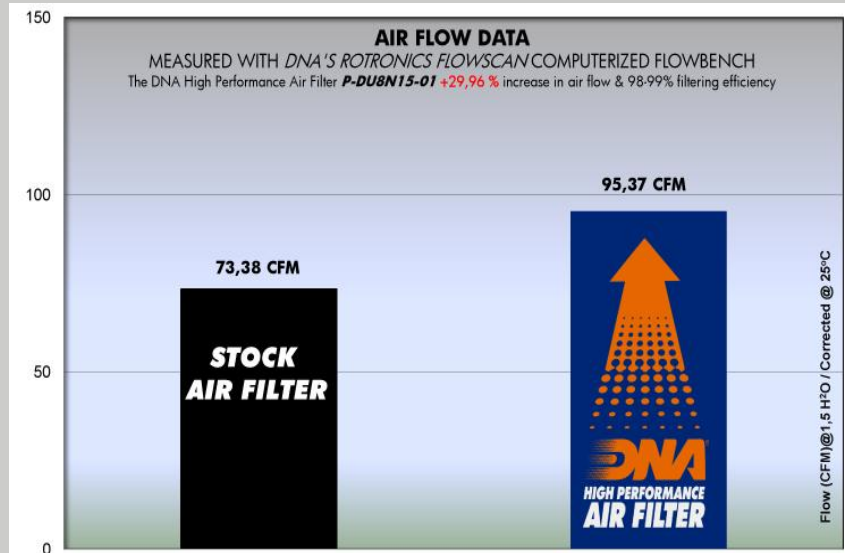 150
AIR FLOW DATA
MEASURED WITH DNA'S ROTRONICS FLOWSCAN COMPUTERIZED FLOWBENCH
The DNA High Performance Air Filter P-DU8N15-01 +29,96 % increase in air flow & 98-99% filtering efficiency
100
95,37 CFM
73,38 CFM
STOCK
AIR FILTER
50
DNA
HIGH PERFORMANCE
AIR FILTER
0
Flow (CFM)@1,5 H²O / Corrected @ 25°C